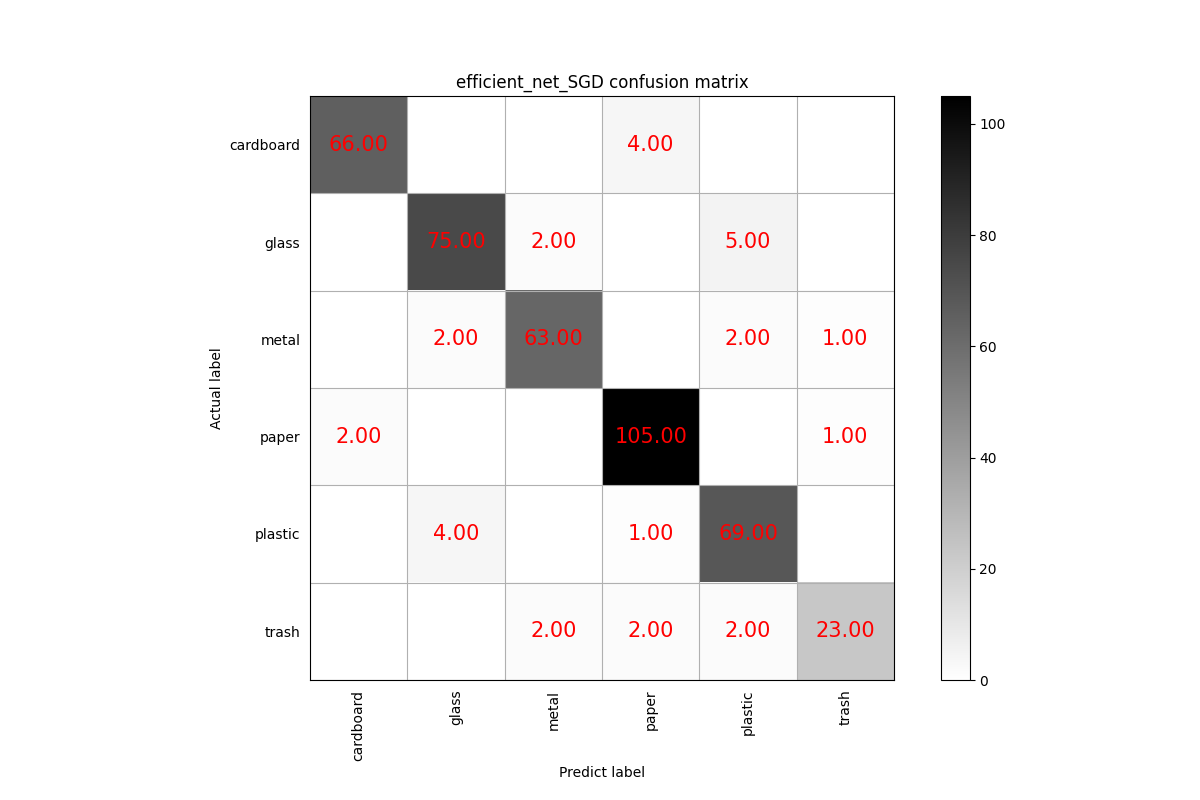 efficient_net_SGD confusion matrix
cardboard 66.00 4.00
glass 75.00 2.00 5.00
metal 2.00 63.00 2.00 1.00
paper 2.00 105.00 1.00
plastic 4.00 1.00 69.00
trash 2.00 2.00 2.00 23.00
Actual label
cardboard glass metal paper plastic trash
Predict label
100
80
60
40
20
0